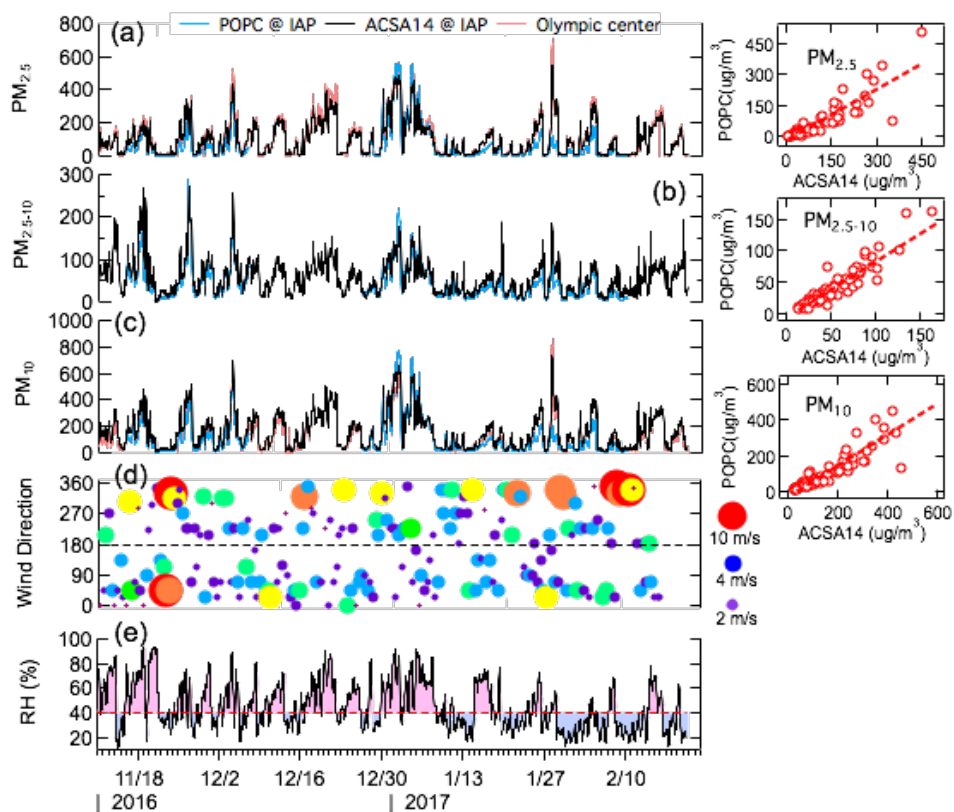 POPC @ IAP ACSA14 @ IAP Olympic center
(a)
PM2.5
800
600
400
200
0
POPC(ug/m3)
450
300
150
0
PM2.5
0 150 300 450
ACSA14 (ug/m3)
(b)
PM2.5-10
300
200
100
0
POPC(ug/m3)
150
100
50
0
PM2.5-10
0 50 100 150
ACSA14 (ug/m3)
(c)
PM10
1000
800
600
400
200
0
POPC(ug/m3)
600
400
200
0
PM10
0 200 400 600
ACSA14 (ug/m3)
(d)
Wind Direction
360
270
180
90
0
10 m/s
4 m/s
2 m/s
(e)
RH (%)
100
80
60
40
20
11/18 12/2 12/16 12/30 1/13 1/27 2/10
2016 2017